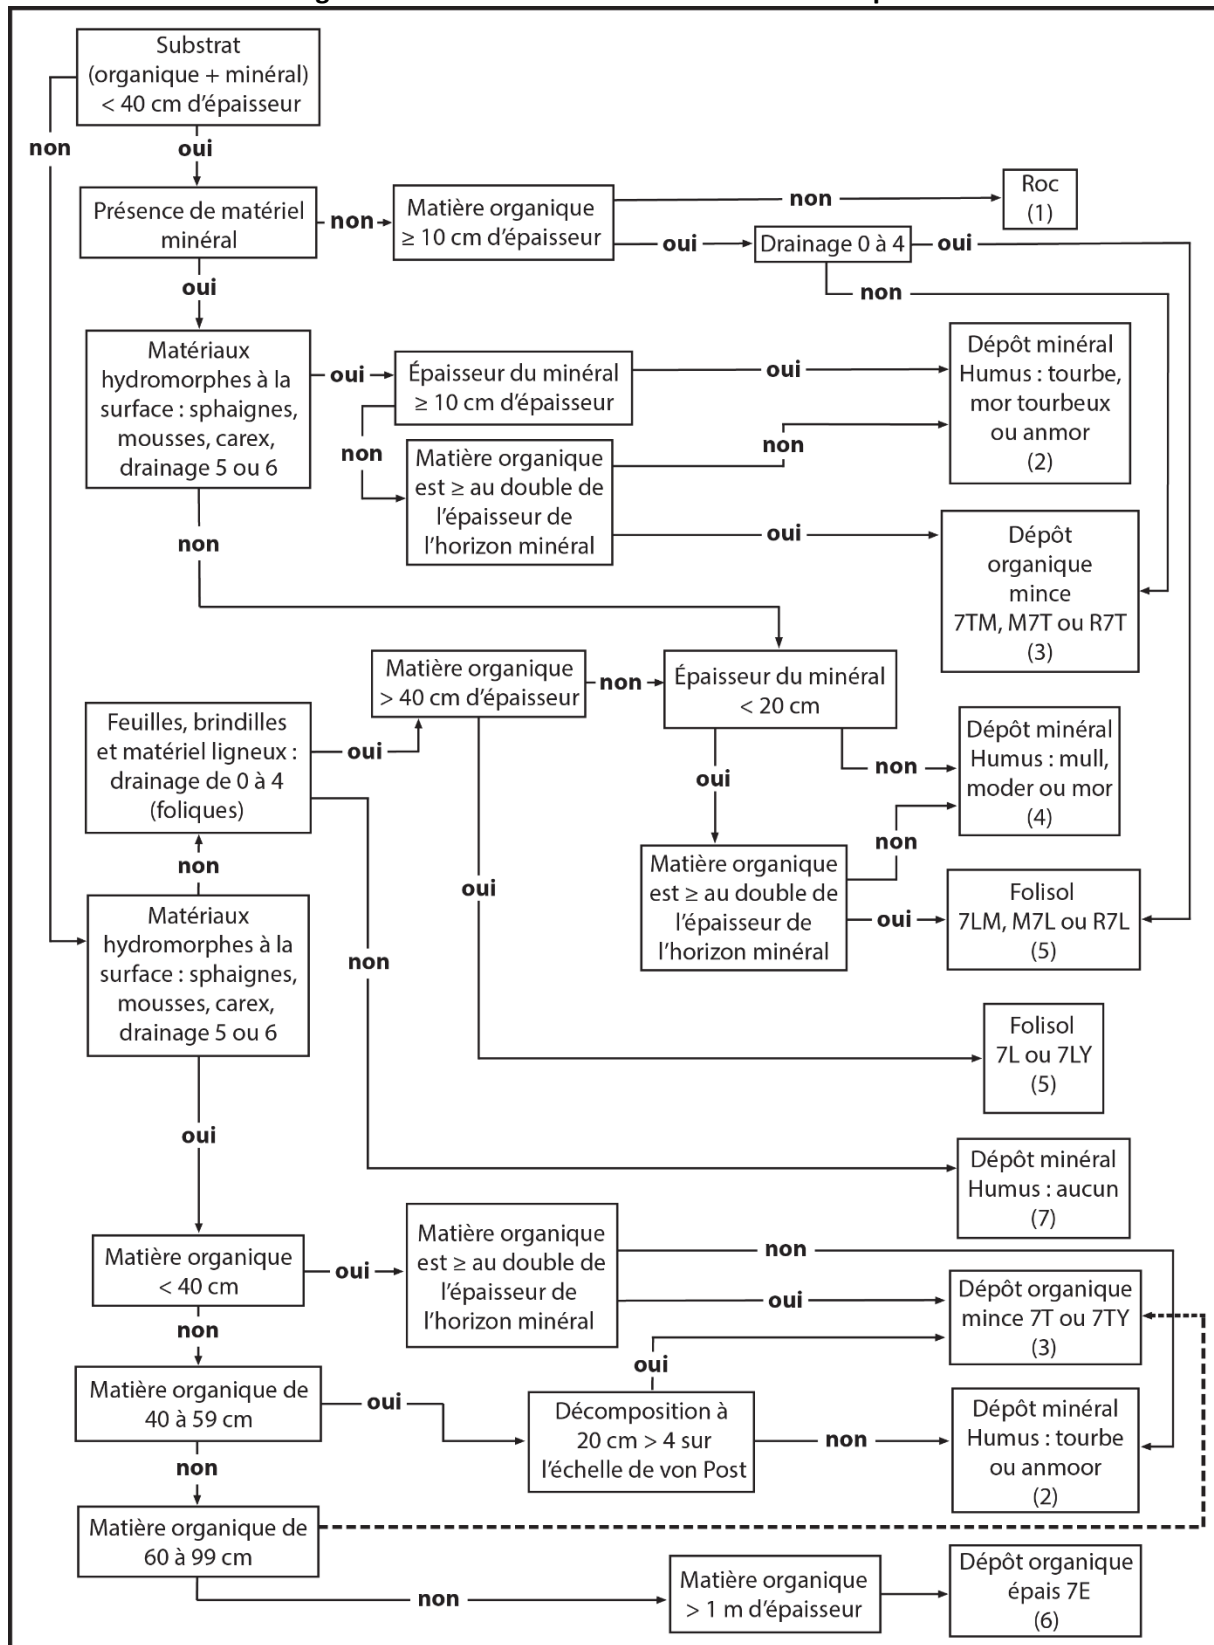 Substrat
(organique + minéral)
< 40 cm d'épaisseur
non
oui
Présence de matériel
minéral
non
Matière organique
≥ 10 cm d'épaisseur
non
Roc
(1)
oui
Drainage 0 à 4
oui
non
oui
Matériaux
hydromorphes à la
surface : sphaignes,
mousses, carex,
drainage 5 ou 6
oui
Épaisseur du minéral
≥ 10 cm d'épaisseur
oui
Dépôt minéral
Humus : tourbe,
mor tourbeux
ou anmor
(2)
non
Matière organique
est ≥ au double de
l'épaisseur de
l'horizon minéral
non
oui
Dépôt
organique
mince
7TM, M7T ou R7T
(3)
non
Matière organique
> 40 cm d'épaisseur
non
Épaisseur du minéral
< 20 cm
Feuilles, brindilles
et matériel ligneux :
drainage de 0 à 4
(foliques)
oui
oui
non
Dépôt minéral
Humus : mull,
moder ou mor
(4)
non
non
Matière organique
est ≥ au double de
l'épaisseur de
l'horizon minéral
oui
Folisol
7LM, M7L ou R7L
(5)
oui
Matériaux
hydromorphes à la
surface : sphaignes,
mousses, carex,
drainage 5 ou 6
non
Folisol
7L ou 7LY
(5)
oui
Dépôt minéral
Humus : aucun
(7)
Matière organique
< 40 cm
oui
Matière organique
est ≥ au double de
l'épaisseur de
l'horizon minéral
non
oui
Dépôt organique
mince 7T ou 7TY
(3)
non
oui
Matière organique de
40 à 59 cm
oui
Décomposition à
20 cm > 4 sur
l'échelle de von Post
non
Dépôt minéral
Humus : tourbe
ou anmoor
(2)
non
Matière organique de
60 à 99 cm
non
Matière organique
> 1 m d'épaisseur
Dépôt organique
épais 7E
(6)